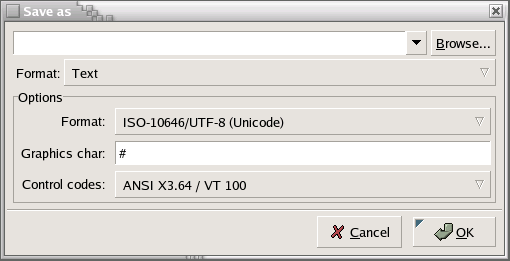 Save as
Browse...
Format: Text
Options
Format: ISO-10646/UTF-8 (Unicode)
Graphics char: #
Control codes: ANSI X3.64 / VT 100
Cancel OK